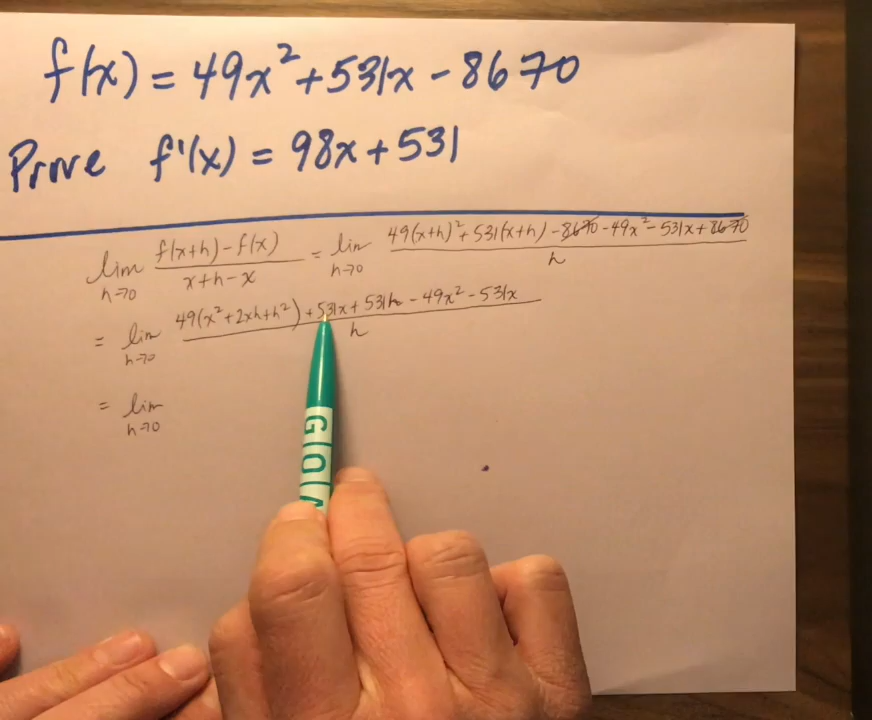 f(x) = 49x² + 531x - 8670
Prove f'(x) = 98x + 531
lim h→0 f(x+h) - f(x) / x+h-x = lim h→0 49(x+h)² + 531(x+h) - 8670 - 49x² - 531x + 8670 / h
= lim h→0 49(x² + 2xh + h²) + 531x + 531h - 49x² - 531x / h
= lim h→0
GO